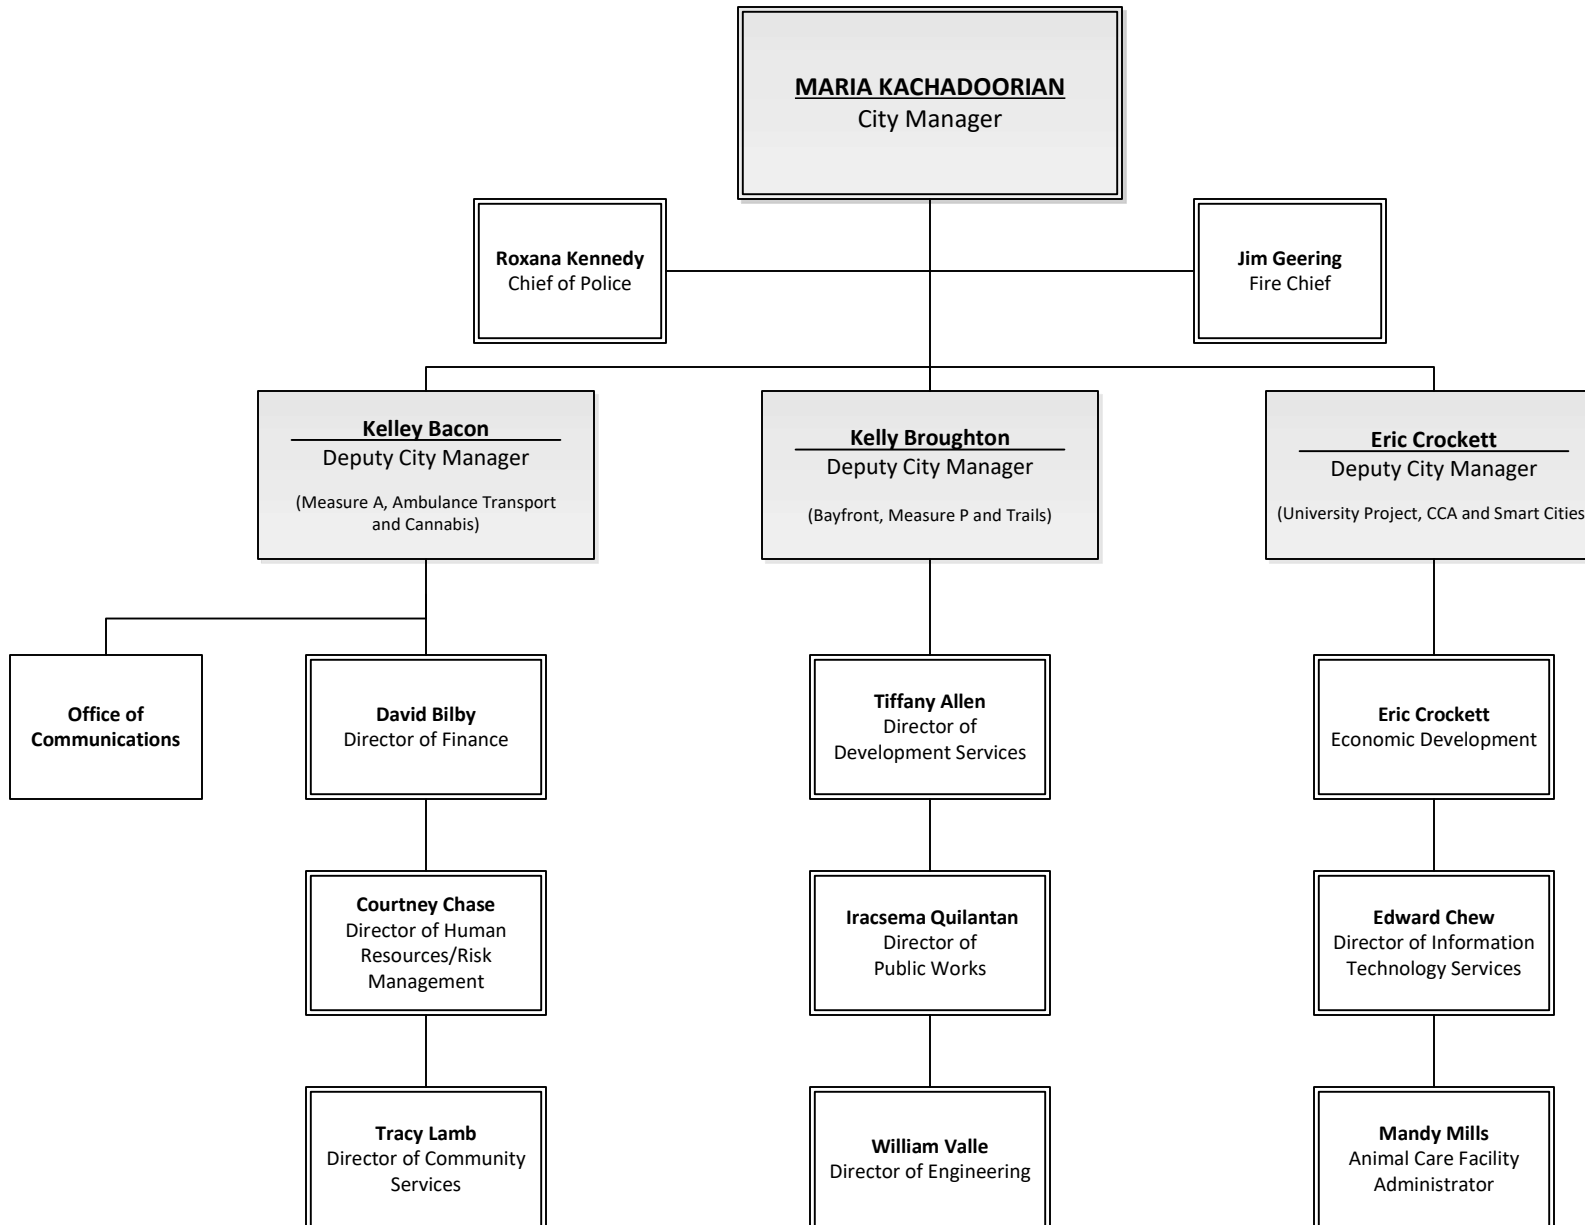 MARIA KACHADOORIAN
City Manager
Roxana Kennedy
Chief of Police
Jim Geering
Fire Chief
Kelley Bacon
Deputy City Manager
(Measure A, Ambulance Transport
and Cannabis)
Kelly Broughton
Deputy City Manager
(Bayfront, Measure P and Trails)
Eric Crockett
Deputy City Manager
(University Project, CCA and Smart Cities
Office of
Communications
David Bilby
Director of Finance
Tiffany Allen
Director of
Development Services
Eric Crockett
Economic Development
Courtney Chase
Director of Human
Resources/Risk
Management
Iracsema Quilantan
Director of
Public Works
Edward Chew
Director of Information
Technology Services
Tracy Lamb
Director of Community
Services
William Valle
Director of Engineering
Mandy Mills
Animal Care Facility
Administrator